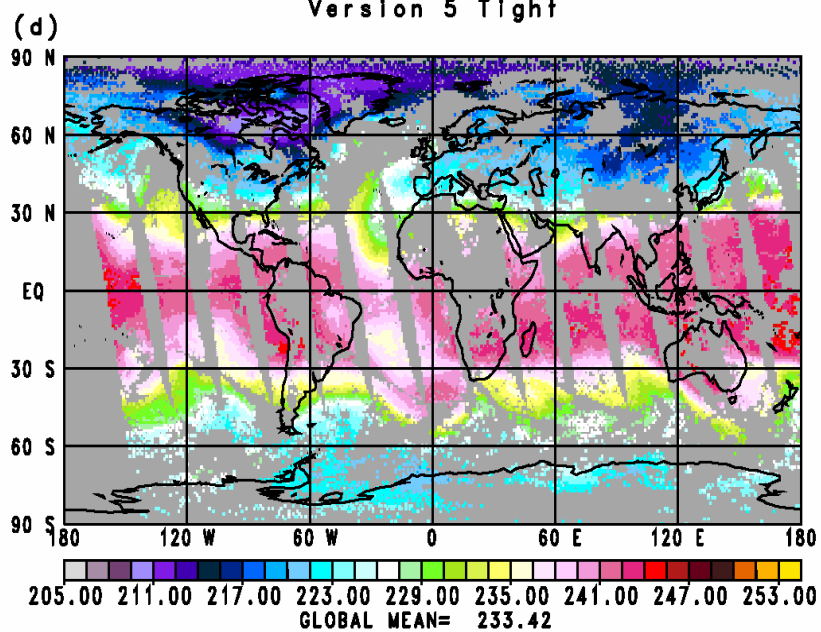 Version 5 Tight
(d)
90 N
60 N
30 N
EQ
30 S
60 S
90 S
180 120 W 60 W 0 60 E 120 E 180
205.00 211.00 217.00 223.00 229.00 235.00 241.00 247.00 253.00
GLOBAL MEAN= 233.42